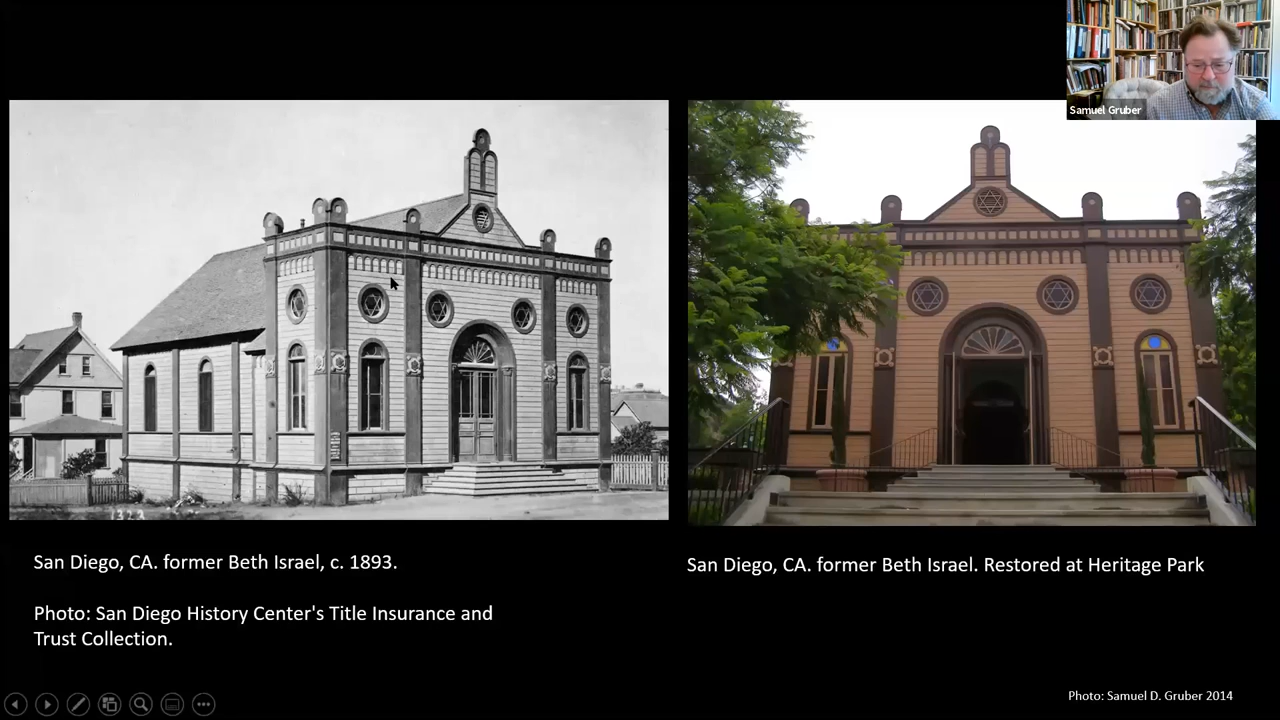 Samuel Gruber
1323
San Diego, CA. former Beth Israel, c. 1893.
Photo: San Diego History Center's Title Insurance and
Trust Collection.
San Diego, CA. former Beth Israel. Restored at Heritage Park
Photo: Samuel D. Gruber 2014